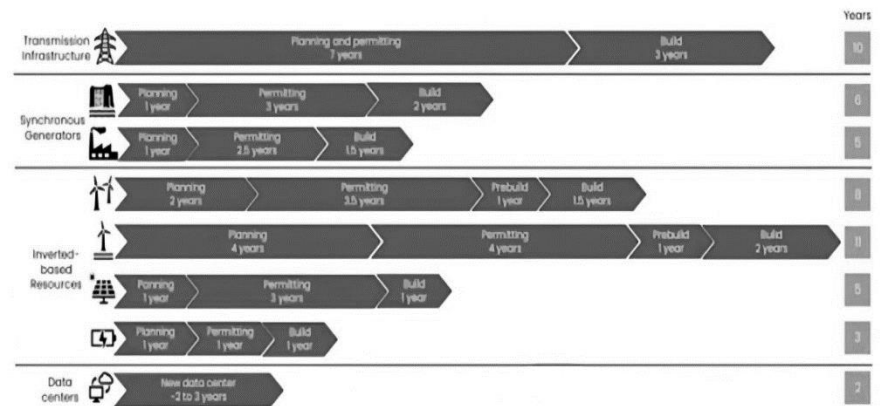 Years
Transmission
Infrastructure
Planning and permitting
7 years
Build
3 years
10
Synchronous
Generators
Planning
1 year
Permitting
3 years
Build
2 years
6
Planning
1 year
Permitting
2.5 years
Build
1.5 years
5
Inverted-
based
Resources
Planning
2 years
Permitting
3.5 years
Prebuild
1 year
Build
1.5 years
8
Planning
4 years
Permitting
4 years
Prebuild
1 year
Build
2 years
11
Panning
1 year
Permitting
3 years
Build
1 year
5
Planning
1 year
Permitting
1 year
Build
1 year
3
Data
centers
New data center
~2 to 3 years
2